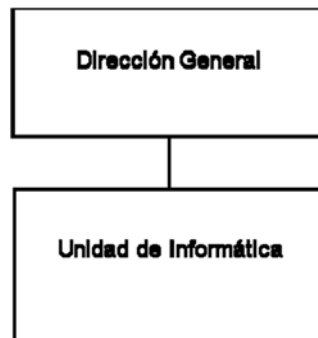 Dirección General
Unidad de Informática